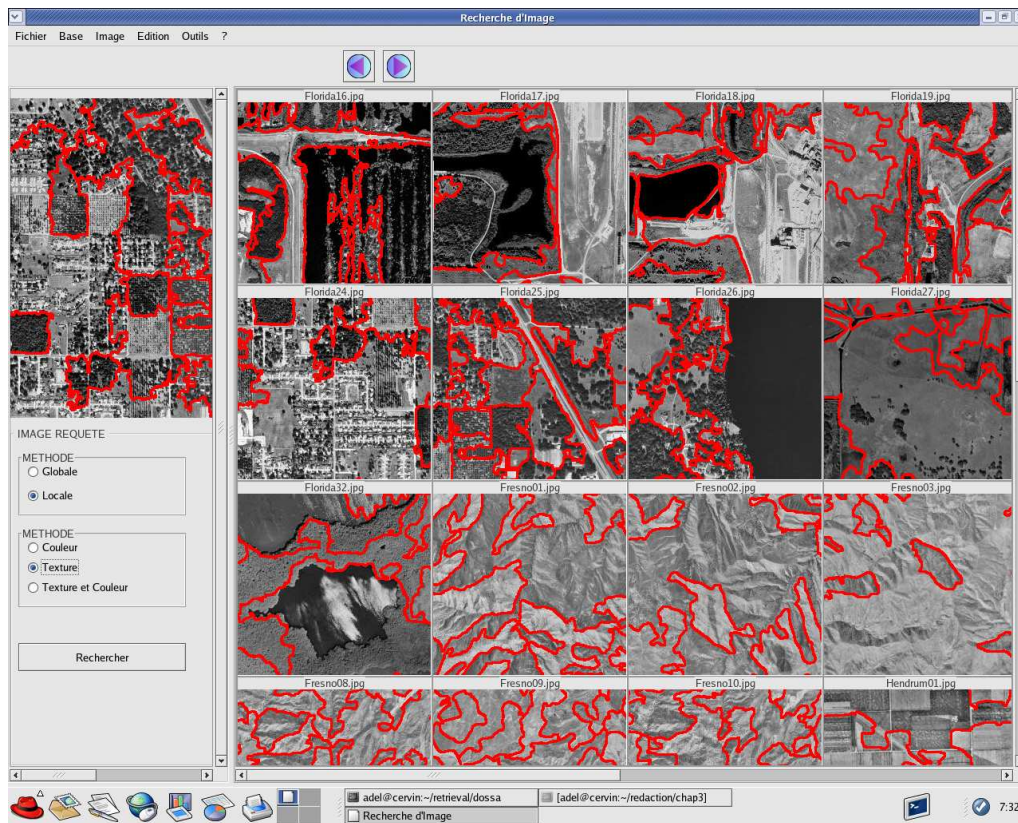 Recherche d'Image
Fichier Base Image Edition Outils ?
Florida16.jpg Florida17.jpg Florida18.jpg Florida19.jpg
Florida24.jpg Florida25.jpg Florida26.jpg Florida27.jpg
IMAGE REQUETE
METHODE
Globale
Locale
METHODE
Couleur
Texture
Texture et Couleur
Rechercher
Florida32.jpg Fresno01.jpg Fresno02.jpg Fresno03.jpg
Fresno08.jpg Fresno09.jpg Fresno10.jpg Hendrum01.jpg
adel@cervin:~/retrieval/dossa
[adel@cervin:~/redaction/chap3]
Recherche d'Image
7:32